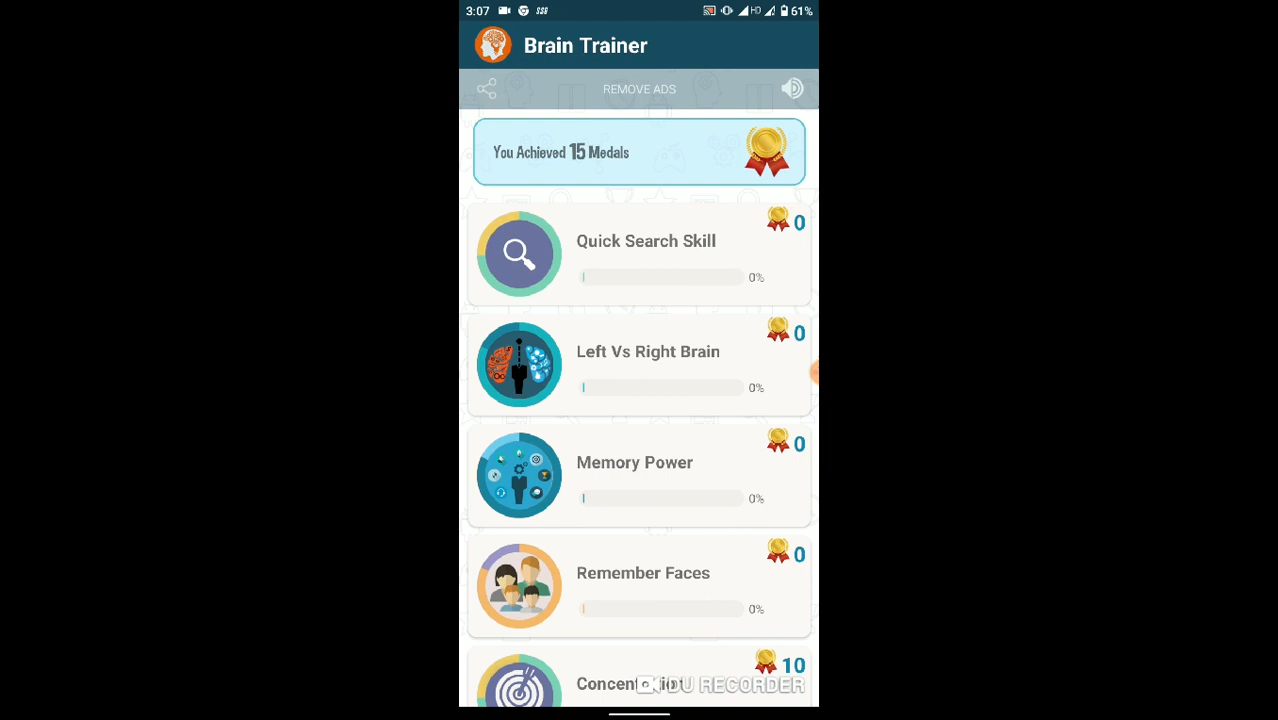 3:07 HD 61%
Brain Trainer
REMOVE ADS
You Achieved 15 Medals
0
Quick Search Skill
0%
0
Left Vs Right Brain
0%
0
Memory Power
0%
0
Remember Faces
0%
10
DU RECORDER